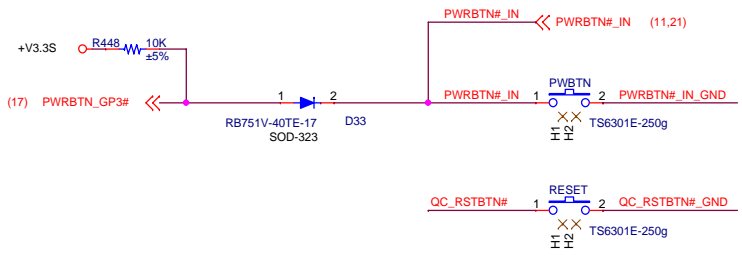 PWRBTN#_IN
PWRBTN#_IN (11,21)
+V3.3S
R448 10K
±5%
(17) PWRBTN_GP3#
1 2
RB751V-40TE-17 D33
SOD-323
PWRBTN#_IN
PWBTN
1 2
PWRBTN#_IN_GND
H1
H2
TS6301E-250g
QC_RSTBTN#
RESET
1 2
QC_RSTBTN#_GND
H1
H2
TS6301E-250g